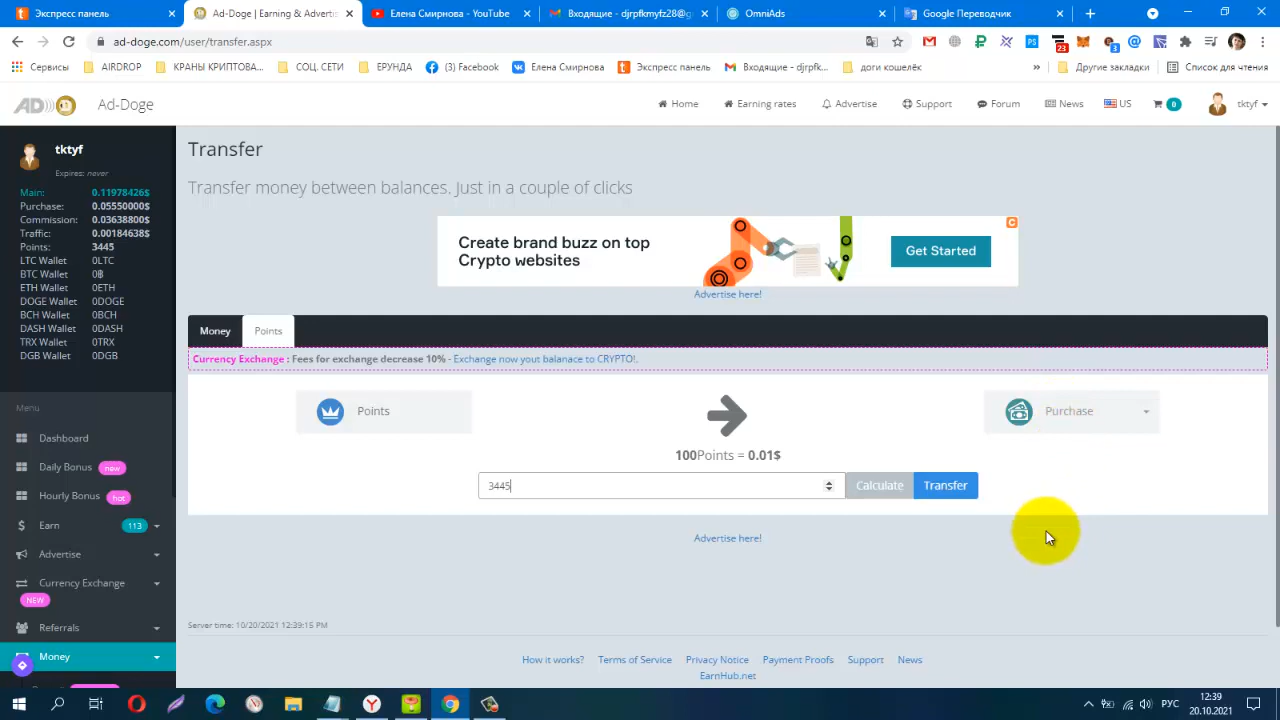 Экспресс панель
Ad-Doge | Earning & Advertis
Елена Смирнова - YouTube
Входящие - djrpfkmyfz28@g
OmniAds
Google Переводчик
ad-doge.com/user/transfer.aspx
23
3
Сервисы
AIRDROP
КРАНЫ КРИПТОВА...
СОЦ. СЕТИ
ЕРУНДА
(3) Facebook
Елена Смирнова
Экспресс панель
Входящие - djrpfk...
доги кошелёк
»
Другие закладки
Список для чтения
AD
Ad-Doge
Home
Earning rates
Advertise
Support
Forum
News
US
0
tktyf
tktyf
Expires: never
Main: 0.11978426$
Purchase: 0.05550000$
Commission: 0.03638800$
Traffic: 0.00184638$
Points: 3445
LTC Wallet 0LTC
BTC Wallet 0฿
ETH Wallet 0ETH
DOGE Wallet 0DOGE
BCH Wallet 0BCH
DASH Wallet 0DASH
TRX Wallet 0TRX
DGB Wallet 0DGB
Menu
Dashboard
Daily Bonus new
Hourly Bonus hot
Earn 113
Advertise
Currency Exchange
NEW
Referrals
Money
Transfer
Transfer money between balances. Just in a couple of clicks
Create brand buzz on top
Crypto websites
Get Started
Advertise here!
Money
Points
Currency Exchange : Fees for exchange decrease 10% - Exchange now yout balanace to CRYPTO!.
Points
Purchase
100Points = 0.01$
3445
Calculate
Transfer
Advertise here!
Server time: 10/20/2021 12:39:15 PM
How it works?
Terms of Service
Privacy Notice
Payment Proofs
Support
News
EarnHub.net
РУС
12:39
20.10.2021